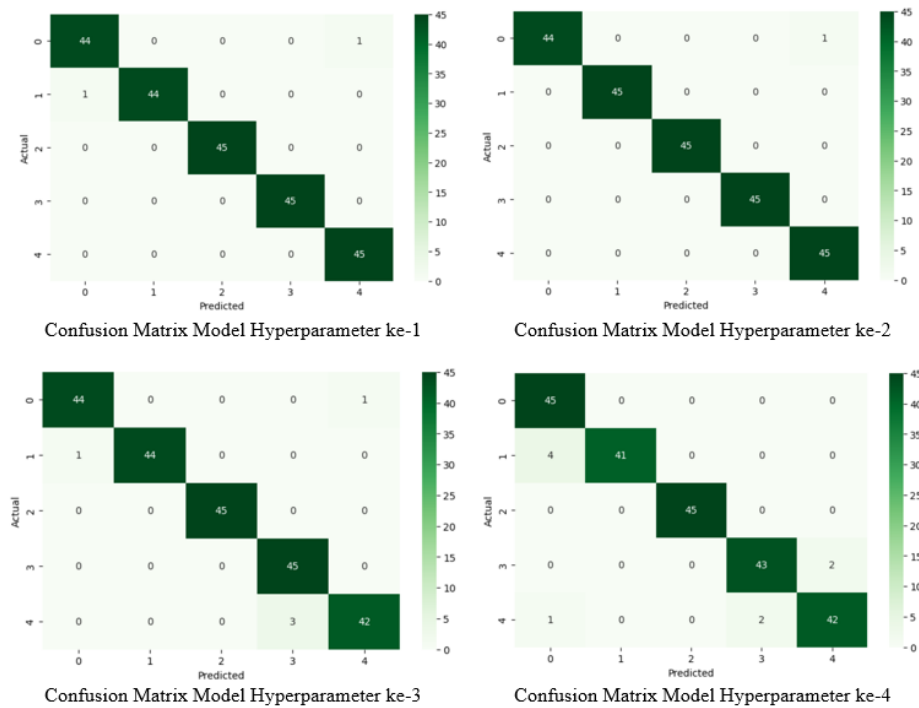 45
0 44 0 0 0 1 40
35
1 1 44 0 0 0 30
Actual 2 0 0 45 0 0 25
20
3 0 0 0 45 0 15
10
4 0 0 0 0 45 5
0
0 1 2 3 4
Predicted
Confusion Matrix Model Hyperparameter ke-1
45
0 44 0 0 0 1 40
35
1 0 45 0 0 0 30
Actual 2 0 0 45 0 0 25
20
3 0 0 0 45 0 15
10
4 0 0 0 0 45 5
0
0 1 2 3 4
Predicted
Confusion Matrix Model Hyperparameter ke-2
45
0 44 0 0 0 1 40
35
1 1 44 0 0 0 30
Actual 2 0 0 45 0 0 25
20
3 0 0 0 45 0 15
10
4 0 0 0 3 42 5
0
0 1 2 3 4
Predicted
Confusion Matrix Model Hyperparameter ke-3
45
0 45 0 0 0 0 40
35
1 4 41 0 0 0 30
Actual 2 0 0 45 0 0 25
20
3 0 0 0 43 2 15
10
4 1 0 0 2 42 5
0
0 1 2 3 4
Predicted
Confusion Matrix Model Hyperparameter ke-4